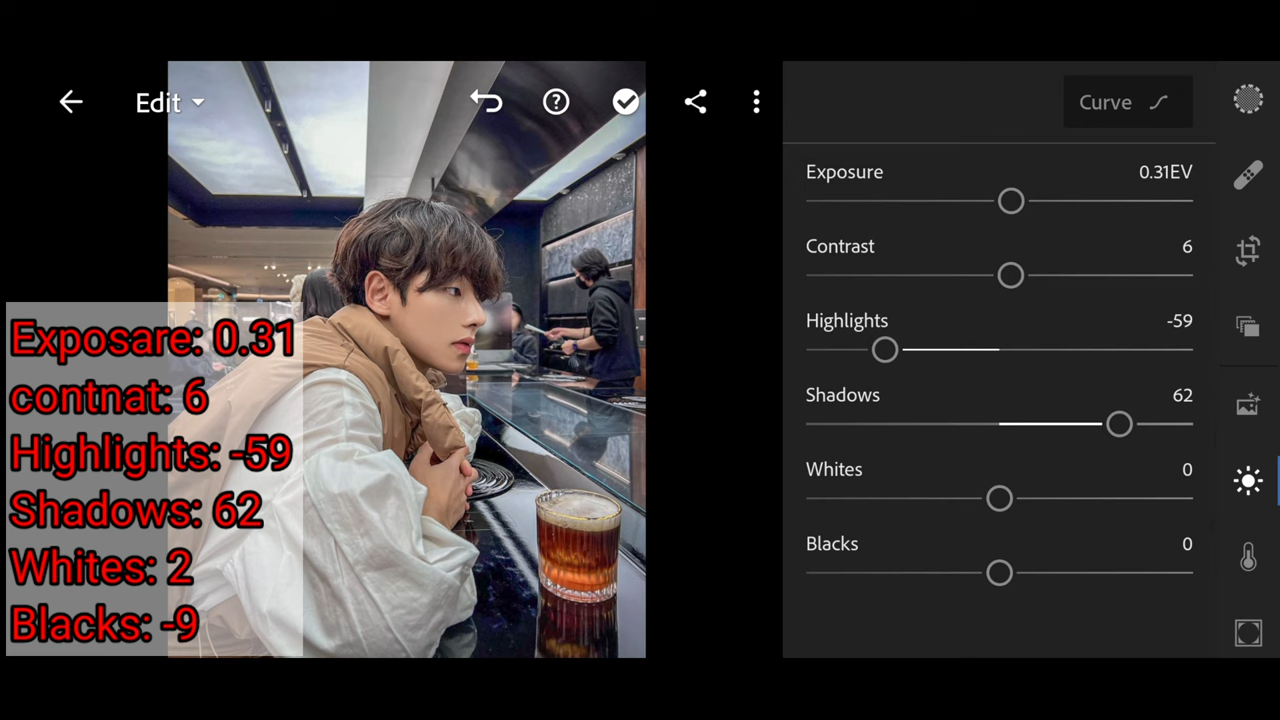 Edit
Curve
Exposure 0.31EV
Contrast 6
Highlights -59
Shadows 62
Whites 0
Blacks 0
Exposare: 0.31
contnat: 6
Highlights: -59
Shadows: 62
Whites: 2
Blacks: -9